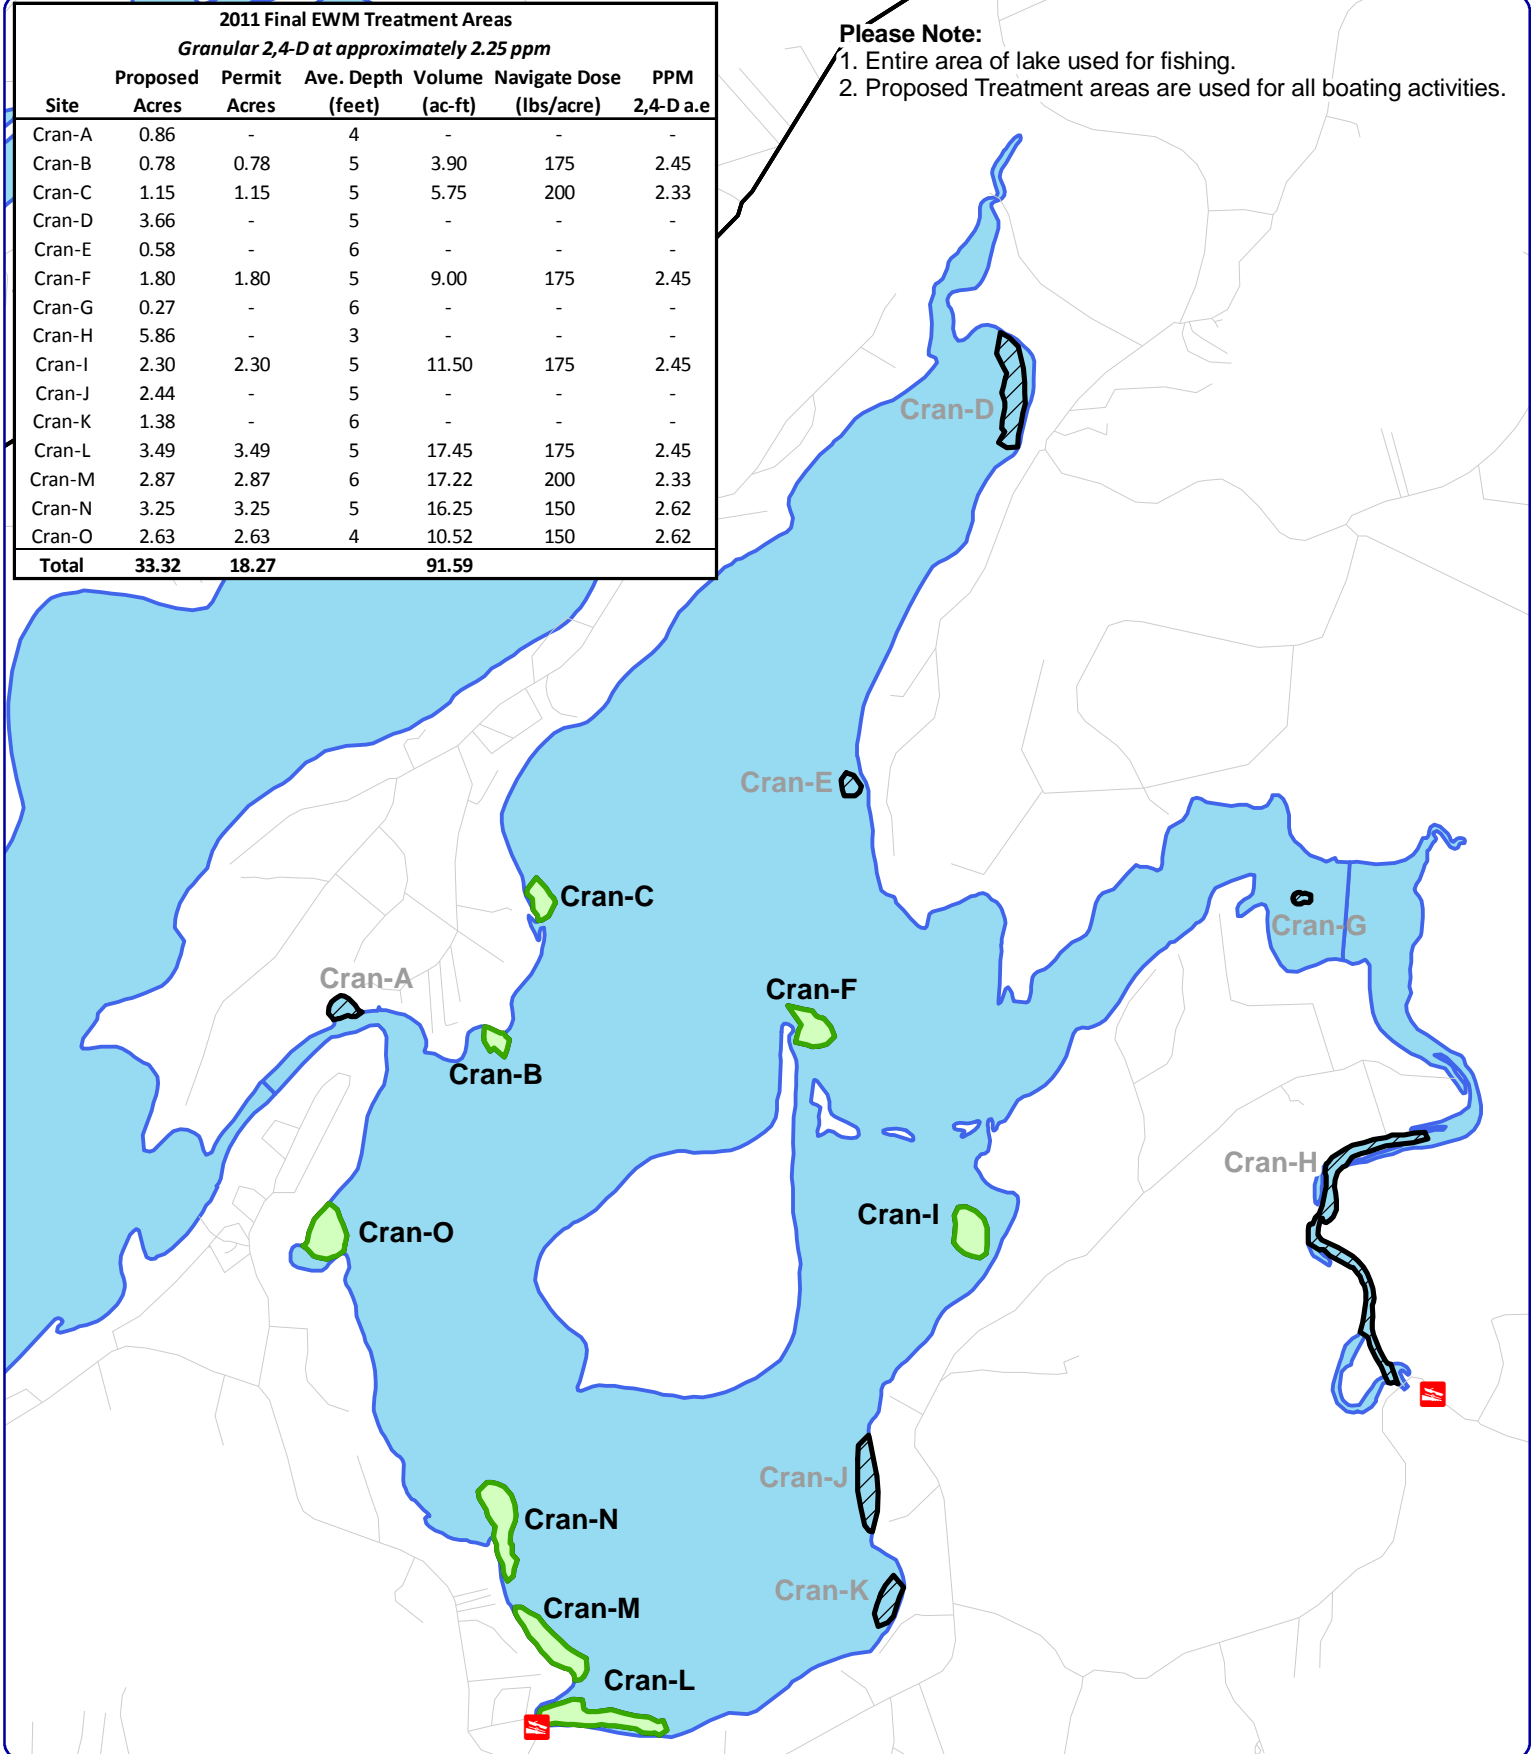 2011 Final EWM Treatment Areas
Granular 2,4-D at approximately 2.25 ppm
Proposed Permit Ave. Depth Volume Navigate Dose PPM
Site Acres Acres (feet) (ac-ft) (lbs/acre) 2,4-D a.e
Cran-A 0.86 - 4 - - -
Cran-B 0.78 0.78 5 3.90 175 2.45
Cran-C 1.15 1.15 5 5.75 200 2.33
Cran-D 3.66 - 5 - - -
Cran-E 0.58 - 6 - - -
Cran-F 1.80 1.80 5 9.00 175 2.45
Cran-G 0.27 - 6 - - -
Cran-H 5.86 - 3 - - -
Cran-I 2.30 2.30 5 11.50 175 2.45
Cran-J 2.44 - 5 - - -
Cran-K 1.38 - 6 - - -
Cran-L 3.49 3.49 5 17.45 175 2.45
Cran-M 2.87 2.87 6 17.22 200 2.33
Cran-N 3.25 3.25 5 16.25 150 2.62
Cran-O 2.63 2.63 4 10.52 150 2.62
Total 33.32 18.27 91.59
Please Note:
1. Entire area of lake used for fishing.
2. Proposed Treatment areas are used for all boating activities.
Cran-D
Cran-E
Cran-C
Cran-G
Cran-A
Cran-F
Cran-B
Cran-H
Cran-I
Cran-O
Cran-J
Cran-N
Cran-K
Cran-M
Cran-L